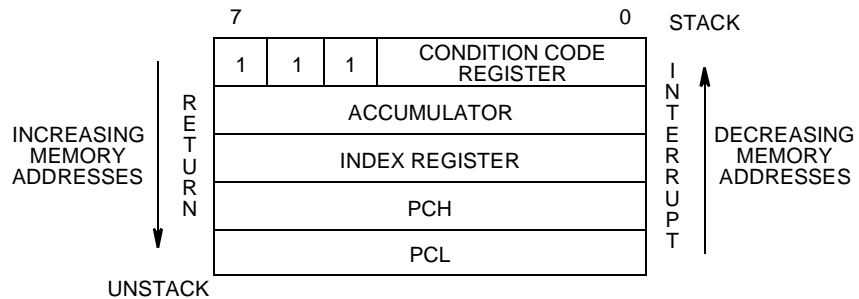 7 0 STACK
1 1 1 CONDITION CODE
REGISTER
ACCUMULATOR
INDEX REGISTER
PCH
PCL
INCREASING
MEMORY
ADDRESSES
RETURN
INTERRUPT
DECREASING
MEMORY
ADDRESSES
UNSTACK